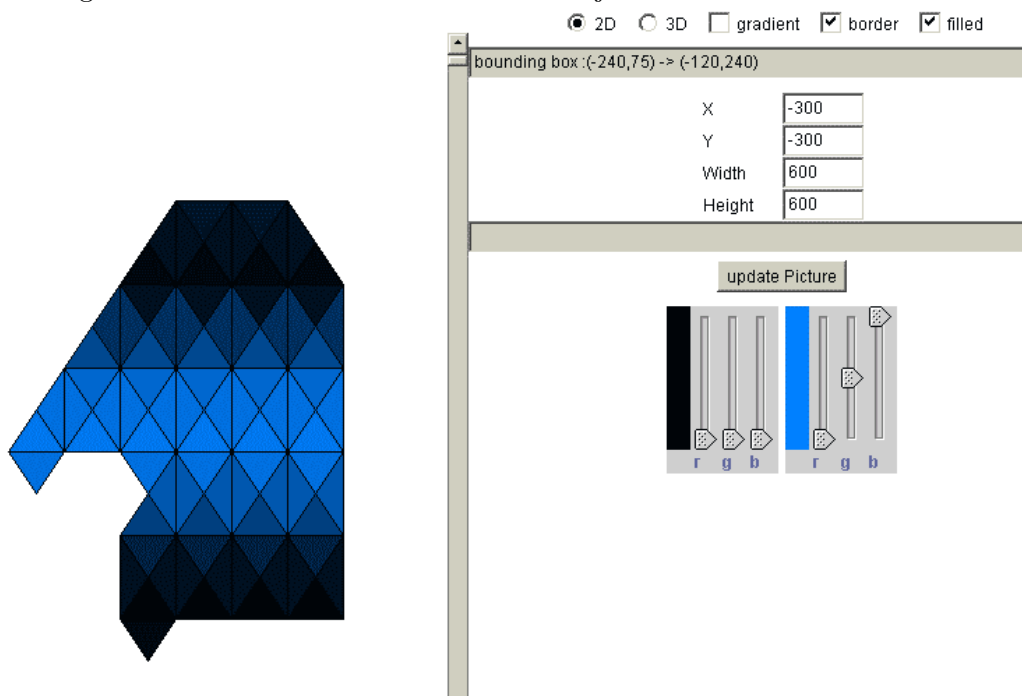 2D 3D gradient border filled
bounding box :(-240,75) -> (-120,240)
X -300
Y -300
Width 600
Height 600
update Picture
r g b r g b